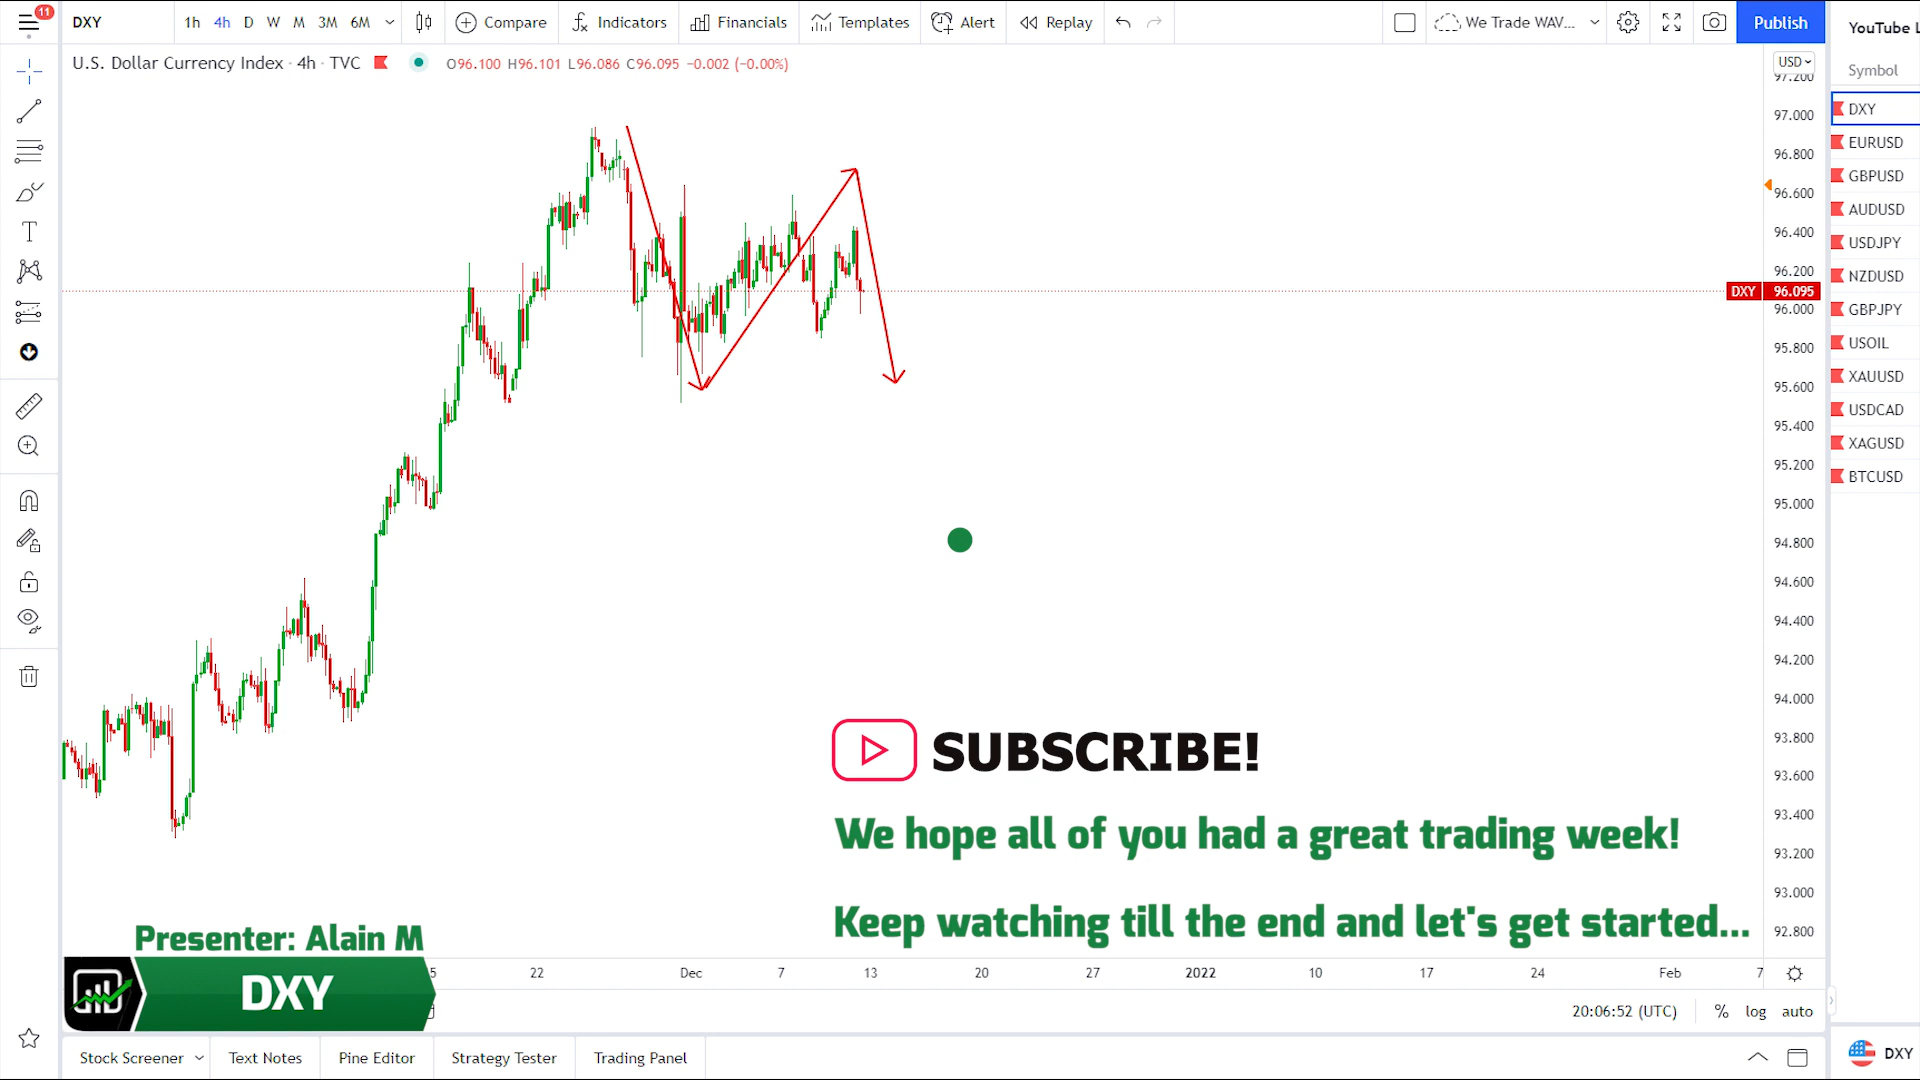 11
DXY
1h 4h D W M 3M 6M
Compare
Indicators
Financials
Templates
Alert
Replay
We Trade WAV...
Publish
YouTube L
U.S. Dollar Currency Index · 4h · TVC
O96.100 H96.101 L96.086 C96.095 −0.002 (−0.00%)
USD
Symbol
97.200
97.000
96.800
96.600
96.400
96.200
DXY 96.095
96.000
95.800
95.600
95.400
95.200
95.000
94.800
94.600
94.400
94.200
94.000
93.800
93.600
93.400
93.200
93.000
92.800
DXY
EURUSD
GBPUSD
AUDUSD
USDJPY
NZDUSD
GBPJPY
USOIL
XAUUSD
USDCAD
XAGUSD
BTCUSD
SUBSCRIBE!
We hope all of you had a great trading week!
Keep watching till the end and let's get started...
Presenter: Alain M
DXY
5 22 Dec 7 13 20 27 2022 10 17 24 Feb 7
20:06:52 (UTC) % log auto
Stock Screener
Text Notes
Pine Editor
Strategy Tester
Trading Panel
DXY